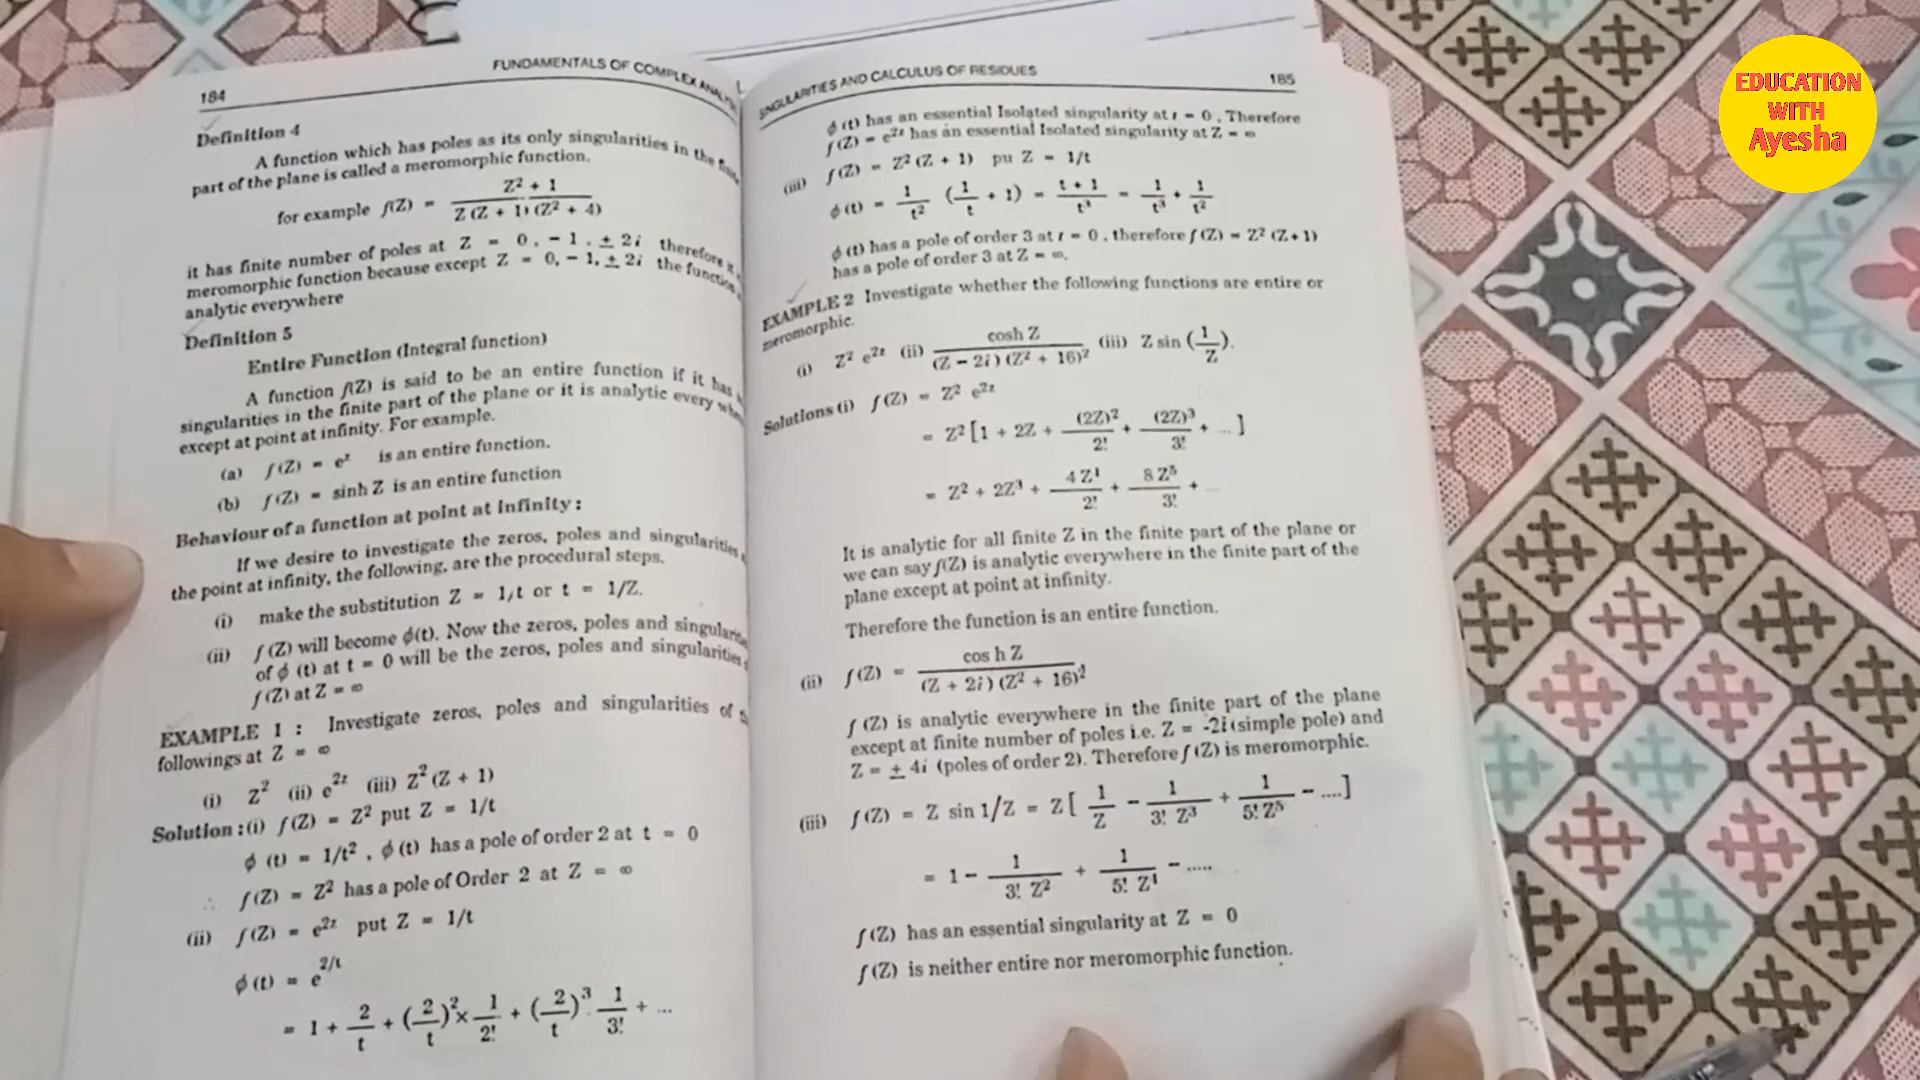 184
FUNDAMENTALS OF COMPLEX
Definition 4
A function which has poles as its only singularities in the
part of the plane is called a meromorphic function.
for example f(Z) = (Z² + 1) / (Z (Z + 1) (Z² + 4))
it has finite number of poles at Z = 0, − 1, ± 2i therefore
meromorphic function because except Z = 0, − 1, ± 2i the function
analytic everywhere
Definition 5
Entire Function (Integral function)
A function f(Z) is said to be an entire function if it has
singularities in the finite part of the plane or it is analytic every
except at point at infinity. For example.
(a) f(Z) = eᶻ is an entire function.
(b) f(Z) = sinh Z is an entire function
Behaviour of a function at point at infinity :
If we desire to investigate the zeros, poles and singularities
the point at infinity, the following, are the procedural steps.
(i) make the substitution Z = 1/t or t = 1/Z.
(ii) f(Z) will become ϕ(t). Now the zeros, poles and
of ϕ (t) at t = 0 will be the zeros, poles and singularities
f(Z) at Z = ∞
EXAMPLE 1 : Investigate zeros, poles and singularities of
followings at Z = ∞
(i) Z² (ii) e²ᶻ (iii) Z² (Z + 1)
Solution : (i) f(Z) = Z² put Z = 1/t
ϕ (t) = 1/t² , ϕ(t) has a pole of order 2 at t = 0
∴ f(Z) = Z² has a pole of Order 2 at Z = ∞
(ii) f(Z) = e²ᶻ put Z = 1/t
ϕ (t) = e^(2/t)
= 1 + 2/t + (2/t)² × 1/2! + (2/t)³ . 1/3! + ...
SINGULARITIES AND CALCULUS OF RESIDUES
185
ϕ (t) has an essential Isolated singularity at t = 0 . Therefore
f(Z) = e²ᶻ has an essential Isolated singularity at Z = ∞
(iii) f(Z) = Z² (Z + 1) pu Z = 1/t
ϕ (t) = 1/t² (1/t + 1) = (t + 1)/t³ = 1/t³ + 1/t²
ϕ (t) has a pole of order 3 at t = 0 , therefore f(Z) = Z² (Z + 1)
has a pole of order 3 at Z = ∞.
EXAMPLE 2 Investigate whether the following functions are entire or
meromorphic.
(i) Z² e²ᶻ (ii) cosh Z / ((Z − 2i) (Z² + 16)²) (iii) Z sin (1/Z).
Solutions (i) f(Z) = Z² e²ᶻ
= Z² [1 + 2Z + (2Z)²/2! + (2Z)³/3! + ... ]
= Z² + 2Z³ + 4Z⁴/2! + 8Z⁵/3! + ...
It is analytic for all finite Z in the finite part of the plane or
we can say f(Z) is analytic everywhere in the finite part of the
plane except at point at infinity.
Therefore the function is an entire function.
(ii) f(Z) = cos h Z / ((Z + 2i) (Z² + 16)²)
f(Z) is analytic everywhere in the finite part of the plane
except at finite number of poles i.e. Z = -2i (simple pole) and
Z = ± 4i (poles of order 2). Therefore f(Z) is meromorphic.
(iii) f(Z) = Z sin 1/Z = Z [ 1/Z − 1/(3! Z³) + 1/(5! Z⁵) − .... ]
= 1 − 1/(3! Z²) + 1/(5! Z⁴) − .....
f(Z) has an essential singularity at Z = 0
f(Z) is neither entire nor meromorphic function.
EDUCATION
WITH
Ayesha